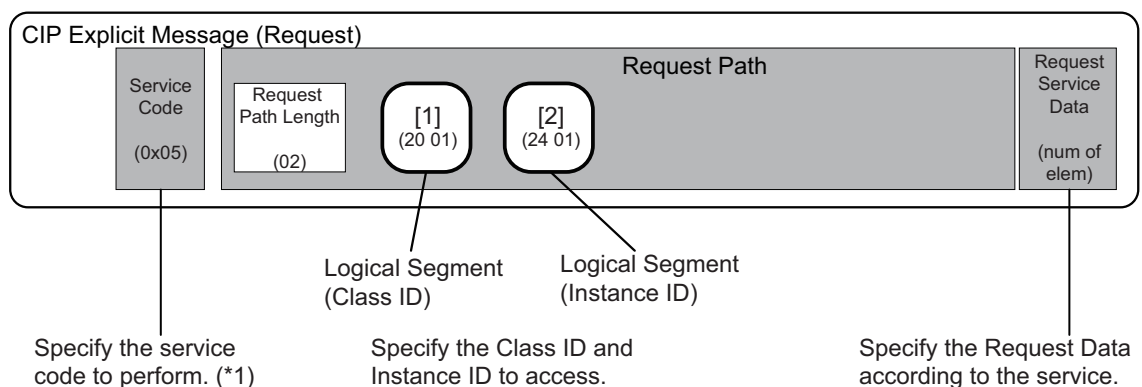 CIP Explicit Message (Request)
Service
Code
(0x05)
Request Path
Request
Path Length
(02)
[1]
(20 01)
[2]
(24 01)
Request
Service
Data
(num of
elem)
Logical Segment
(Class ID)
Logical Segment
(Instance ID)
Specify the service
code to perform. (*1)
Specify the Class ID and
Instance ID to access.
Specify the Request Data
according to the service.